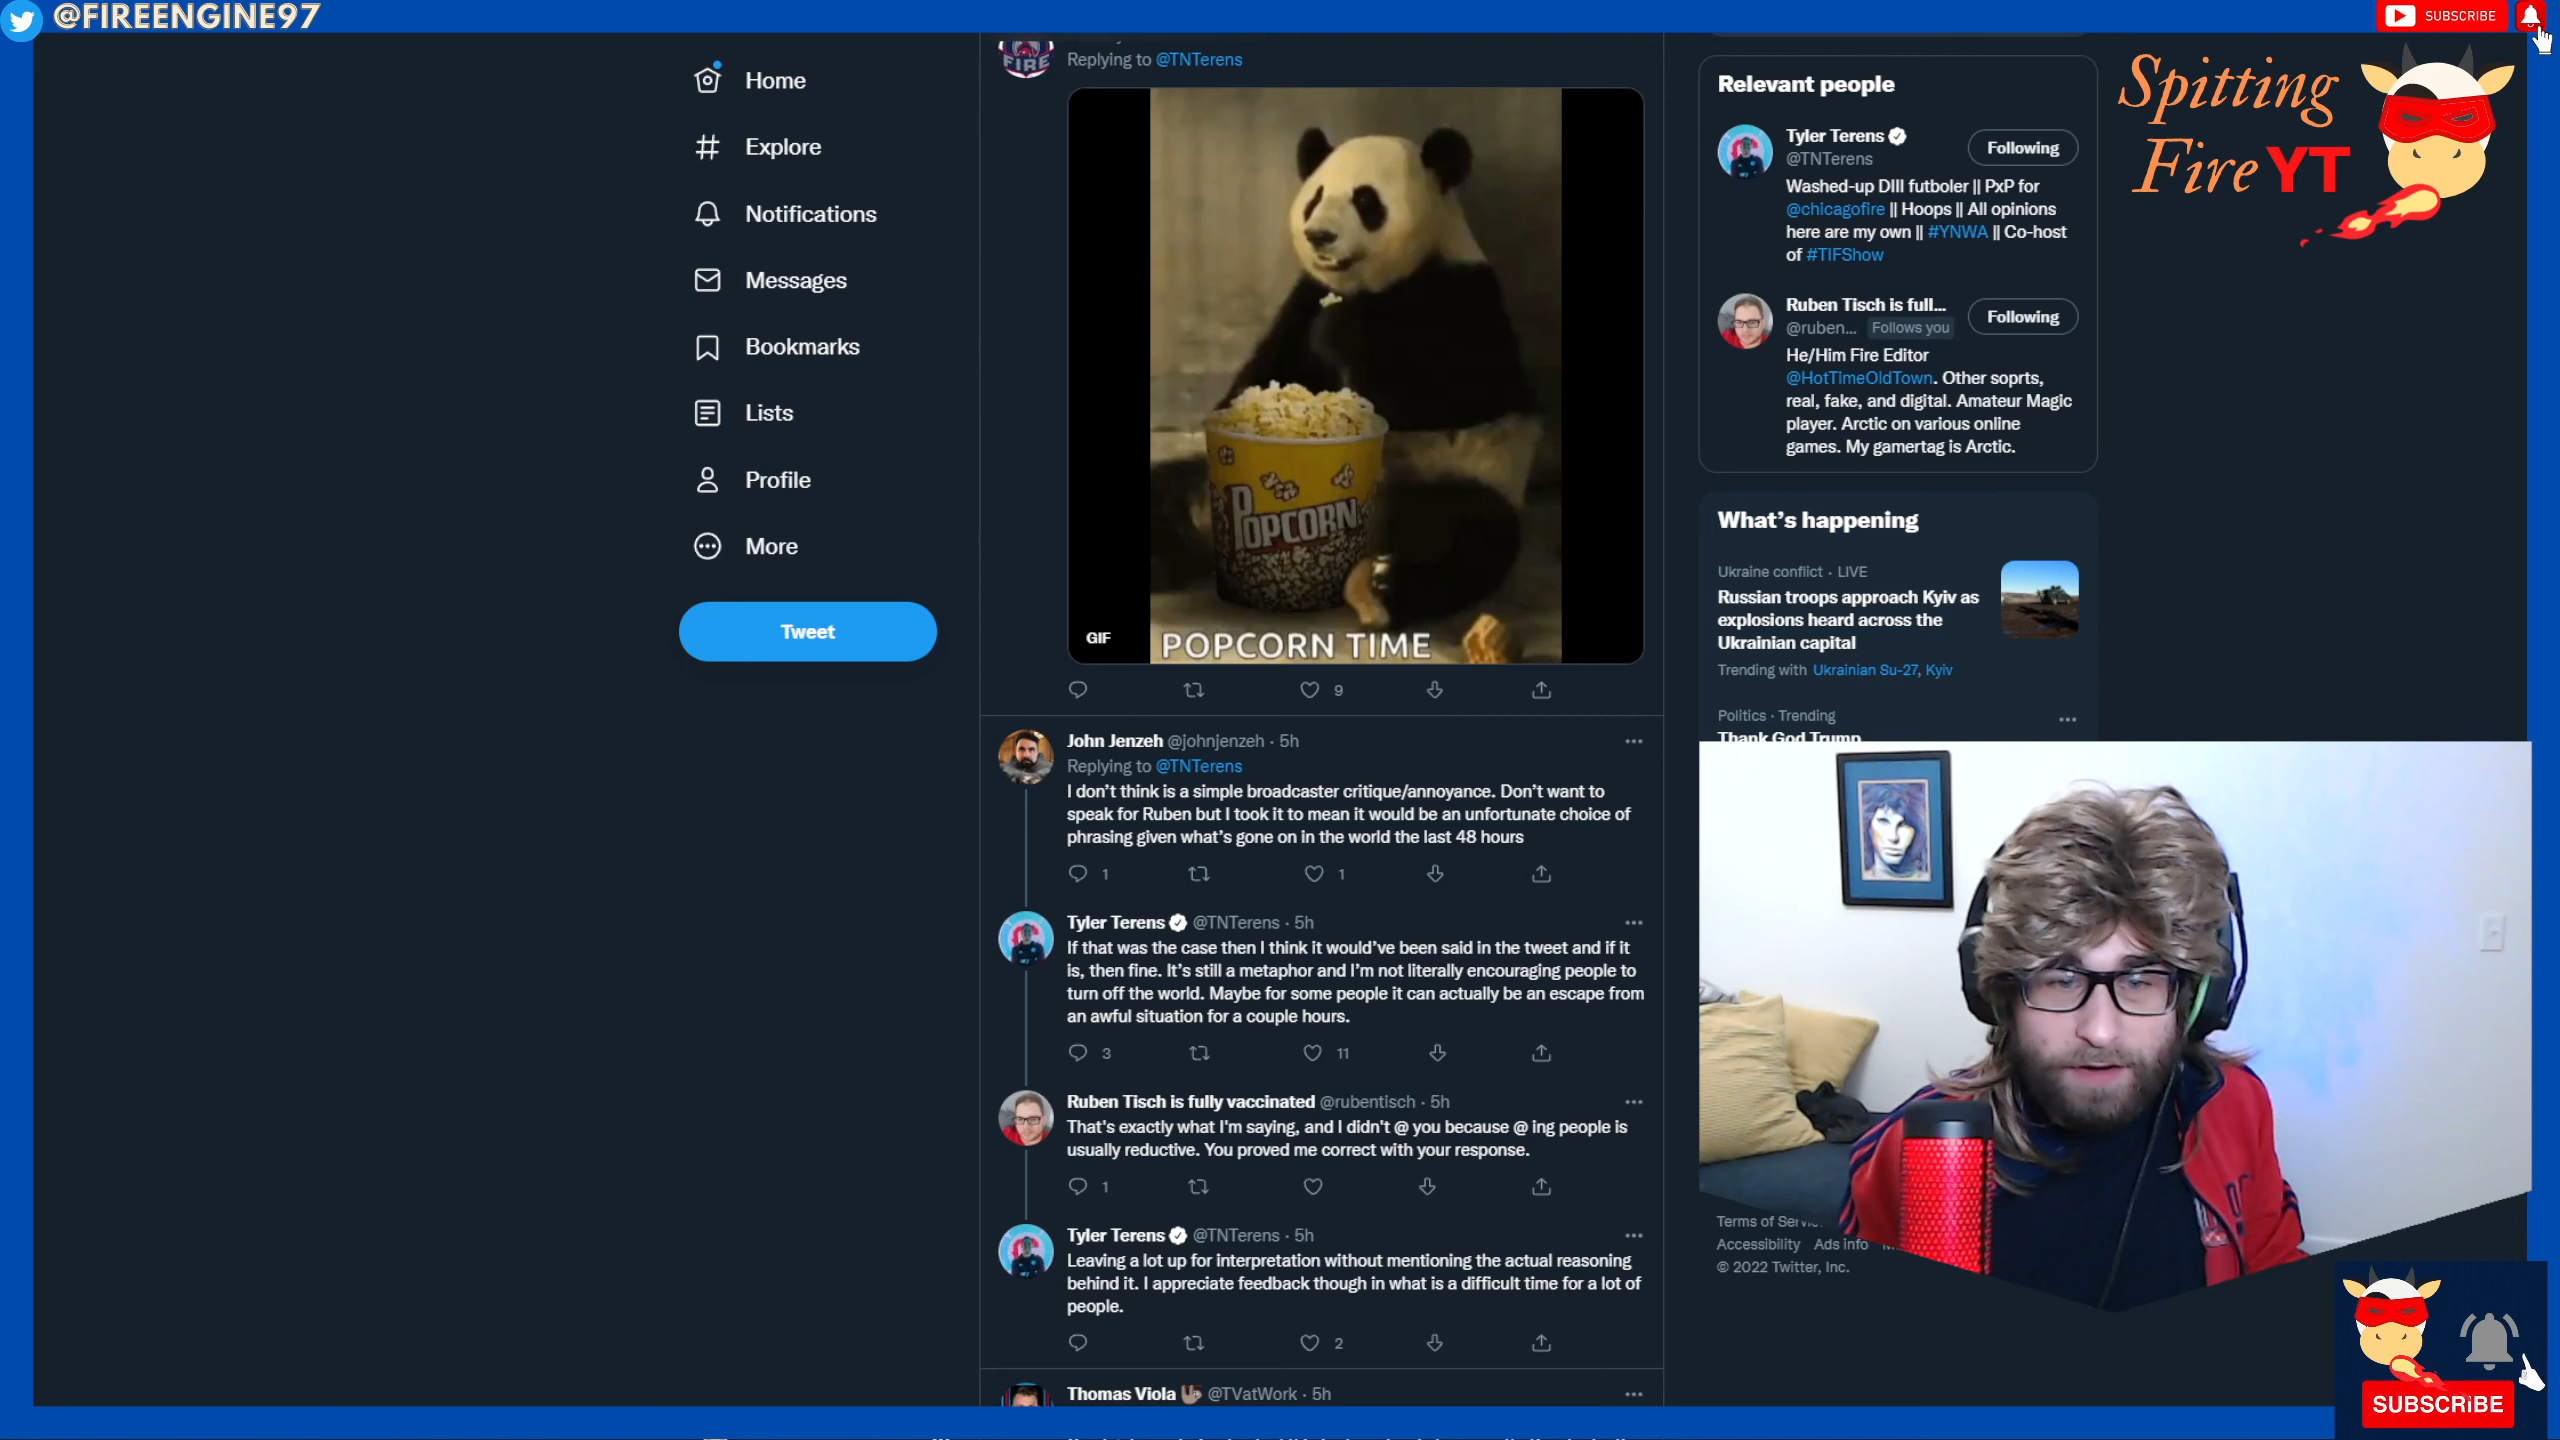 @FIREENGINE97
SUBSCRIBE
Home
Explore
Notifications
Messages
Bookmarks
Lists
Profile
More
Tweet
FIRE
Replying to @TNTerens
POPCORN
GIF
POPCORN TIME
9
John Jenzeh @johnjenzeh · 5h
Replying to @TNTerens
I don't think is a simple broadcaster critique/annoyance. Don't want to
speak for Ruben but I took it to mean it would be an unfortunate choice of
phrasing given what's gone on in the world the last 48 hours
1 1
Tyler Terens @TNTerens · 5h
If that was the case then I think it would've been said in the tweet and if it
is, then fine. It's still a metaphor and I'm not literally encouraging people to
turn off the world. Maybe for some people it can actually be an escape from
an awful situation for a couple hours.
3 11
Ruben Tisch is fully vaccinated @rubentisch · 5h
That's exactly what I'm saying, and I didn't @ you because @ ing people is
usually reductive. You proved me correct with your response.
1
Tyler Terens @TNTerens · 5h
Leaving a lot up for interpretation without mentioning the actual reasoning
behind it. I appreciate feedback though in what is a difficult time for a lot of
people.
2
Thomas Viola @TVatWork · 5h
Relevant people
Tyler Terens
@TNTerens
Following
Washed-up DIII futboler || PxP for
@chicagofire || Hoops || All opinions
here are my own || #YNWA || Co-host
of #TIFShow
Ruben Tisch is full...
@ruben... Follows you
Following
He/Him Fire Editor
@HotTimeOldTown. Other soprts,
real, fake, and digital. Amateur Magic
player. Arctic on various online
games. My gamertag is Arctic.
What's happening
Ukraine conflict · LIVE
Russian troops approach Kyiv as
explosions heard across the
Ukrainian capital
Trending with Ukrainian Su-27, Kyiv
Politics · Trending
Thank God Trump
Terms of
Accessibility Ads info
© 2022 Twitter, Inc.
Spitting
Fire YT
SUBSCRIBE